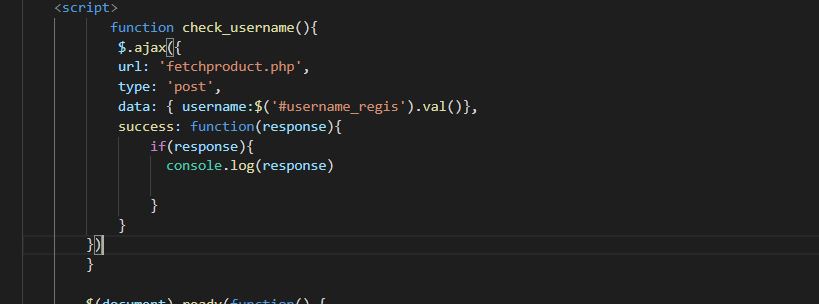 <script>
function check_username(){
$.ajax({
url: 'fetchproduct.php',
type: 'post',
data: { username:$('#username_regis').val()},
success: function(response){
if(response){
console.log(response)
}
}
})
}
$(document).ready(function() {